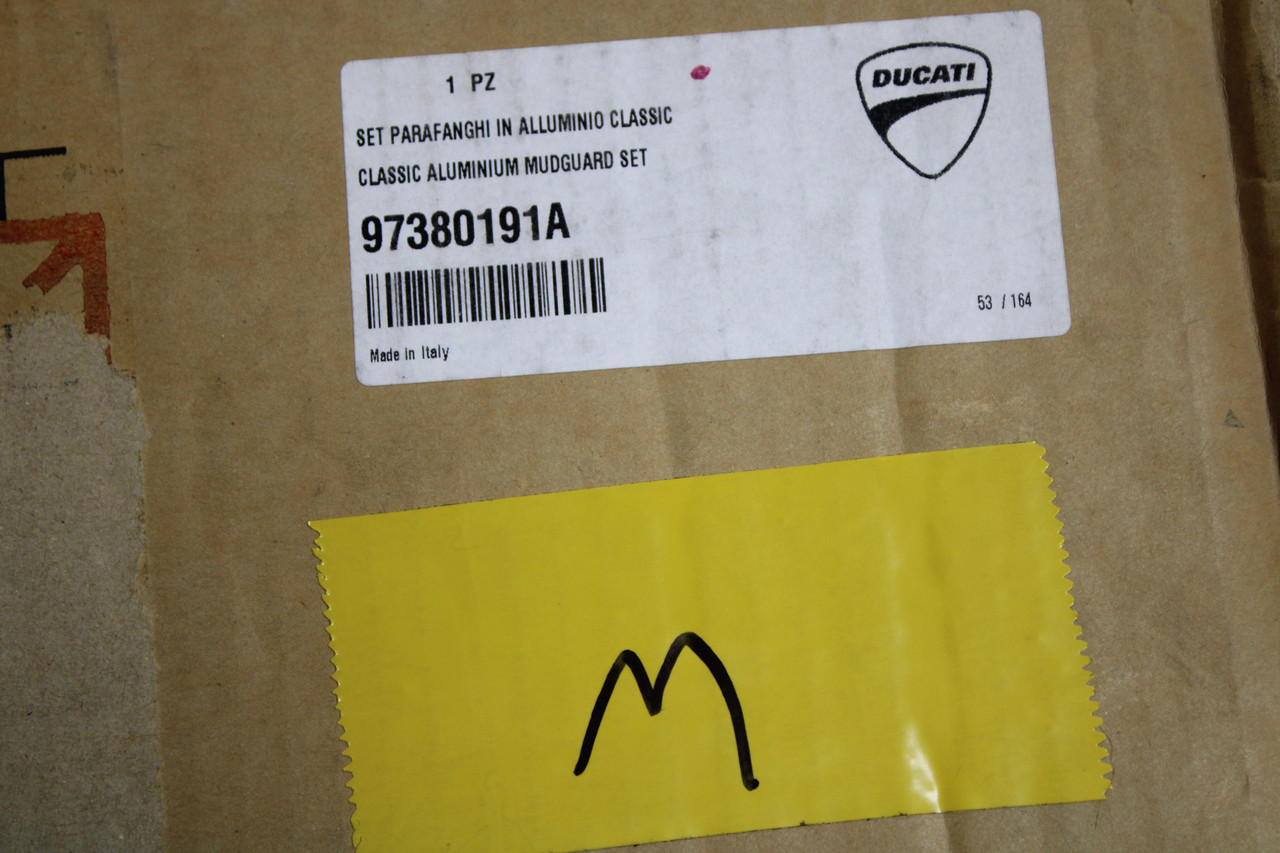 1 PZ
DUCATI
SET PARAFANGHI IN ALLUMINIO CLASSIC
CLASSIC ALUMINIUM MUDGUARD SET
97380191A
53 / 164
Made in Italy
M